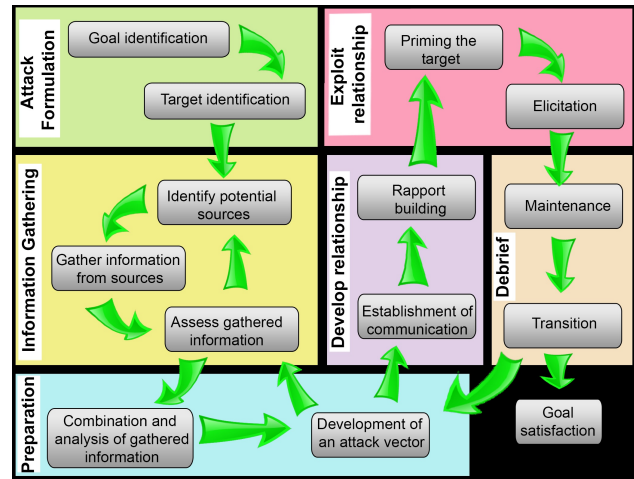 Attack
Formulation
Goal identification
Target identification
Exploit
relationship
Priming the
target
Elicitation
Information Gathering
Identify potential
sources
Gather information
from sources
Assess gathered
information
Develop relationship
Rapport
building
Establishment of
communication
Debrief
Maintenance
Transition
Preparation
Combination and
analysis of gathered
information
Development of
an attack vector
Goal
satisfaction